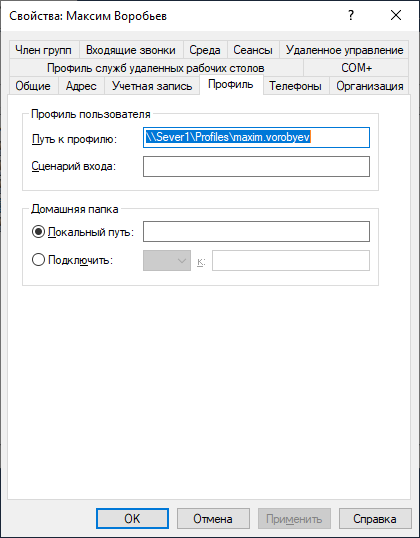 Свойства: Максим Воробьев
Член групп Входящие звонки Среда Сеансы Удаленное управление
Профиль служб удаленных рабочих столов COM+
Общие Адрес Учетная запись Профиль Телефоны Организация
Профиль пользователя
Путь к профилю: \\Sever1\Profiles\maxim.vorobyev
Сценарий входа:
Домашняя папка
Локальный путь:
Подключить: к:
OK Отмена Применить Справка